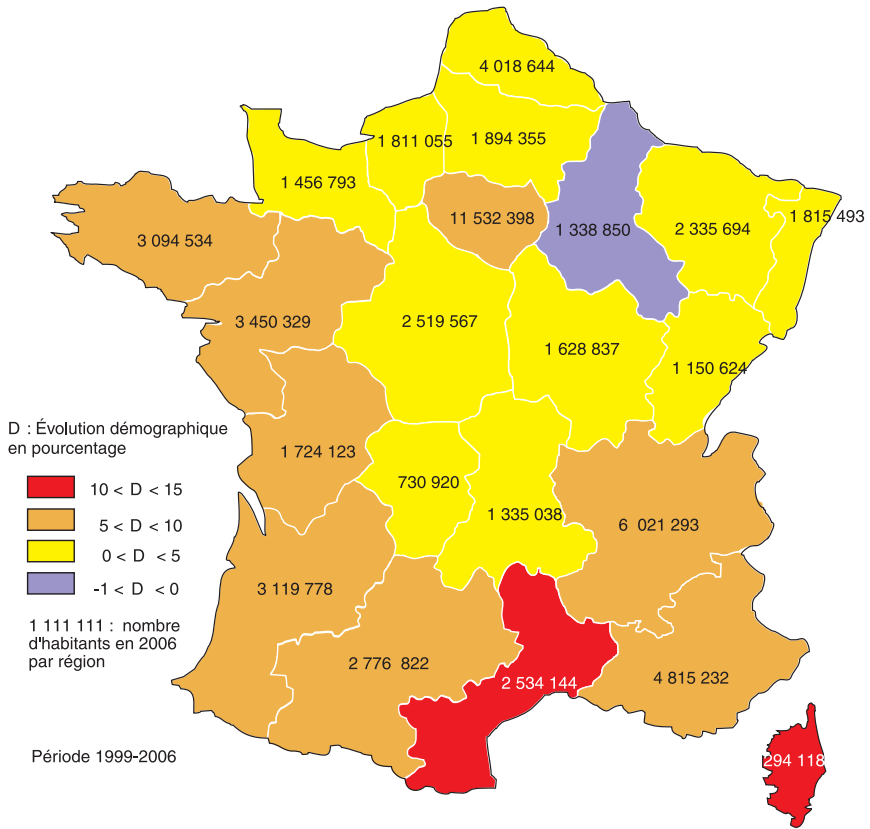 4 018 644
1 811 055
1 894 355
1 456 793
11 532 398
1 815 493
3 094 534
1 338 850
2 335 694
3 450 329
2 519 567
1 628 837
1 150 624
D : Évolution démographique
en pourcentage
1 724 123
730 920
10 < D < 15
1 335 038
6 021 293
5 < D < 10
0 < D < 5
-1 < D < 0
3 119 778
1 111 111 : nombre
d'habitants en 2006
par région
2 776 822
4 815 232
2 534 144
Période 1999-2006
294 118